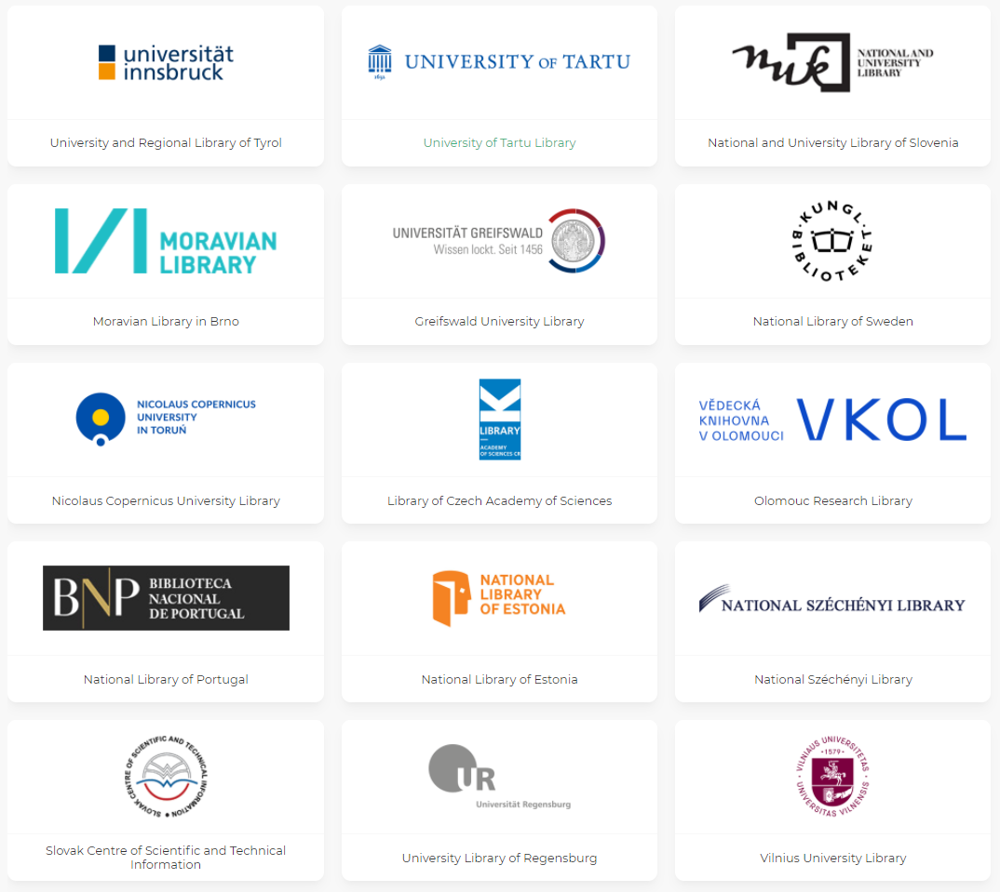 universität
innsbruck
University and Regional Library of Tyrol
1632
UNIVERSITY OF TARTU
University of Tartu Library
nuk
NATIONAL AND
UNIVERSITY
LIBRARY
National and University Library of Slovenia
MORAVIAN
LIBRARY
Moravian Library in Brno
UNIVERSITÄT GREIFSWALD
Wissen lockt. Seit 1456
Greifswald University Library
KUNGL.
BIBLIOTEKET
National Library of Sweden
NICOLAUS COPERNICUS
UNIVERSITY
IN TORUŃ
Nicolaus Copernicus University Library
LIBRARY
ACADEMY
OF SCIENCES CR
Library of Czech Academy of Sciences
VĚDECKÁ
KNIHOVNA
V OLOMOUCI
VKOL
Olomouc Research Library
BNP
BIBLIOTECA
NACIONAL
DE PORTUGAL
National Library of Portugal
NATIONAL
LIBRARY
OF ESTONIA
National Library of Estonia
NATIONAL SZÉCHÉNYI LIBRARY
National Széchényi Library
SLOVAK CENTRE OF SCIENTIFIC AND TECHNICAL INFORMATION
Slovak Centre of Scientific and Technical
Information
UR
Universität Regensburg
University Library of Regensburg
VILNIAUS UNIVERSITETAS
·1579·
UNIVERSITAS VILNENSIS
Vilnius University Library